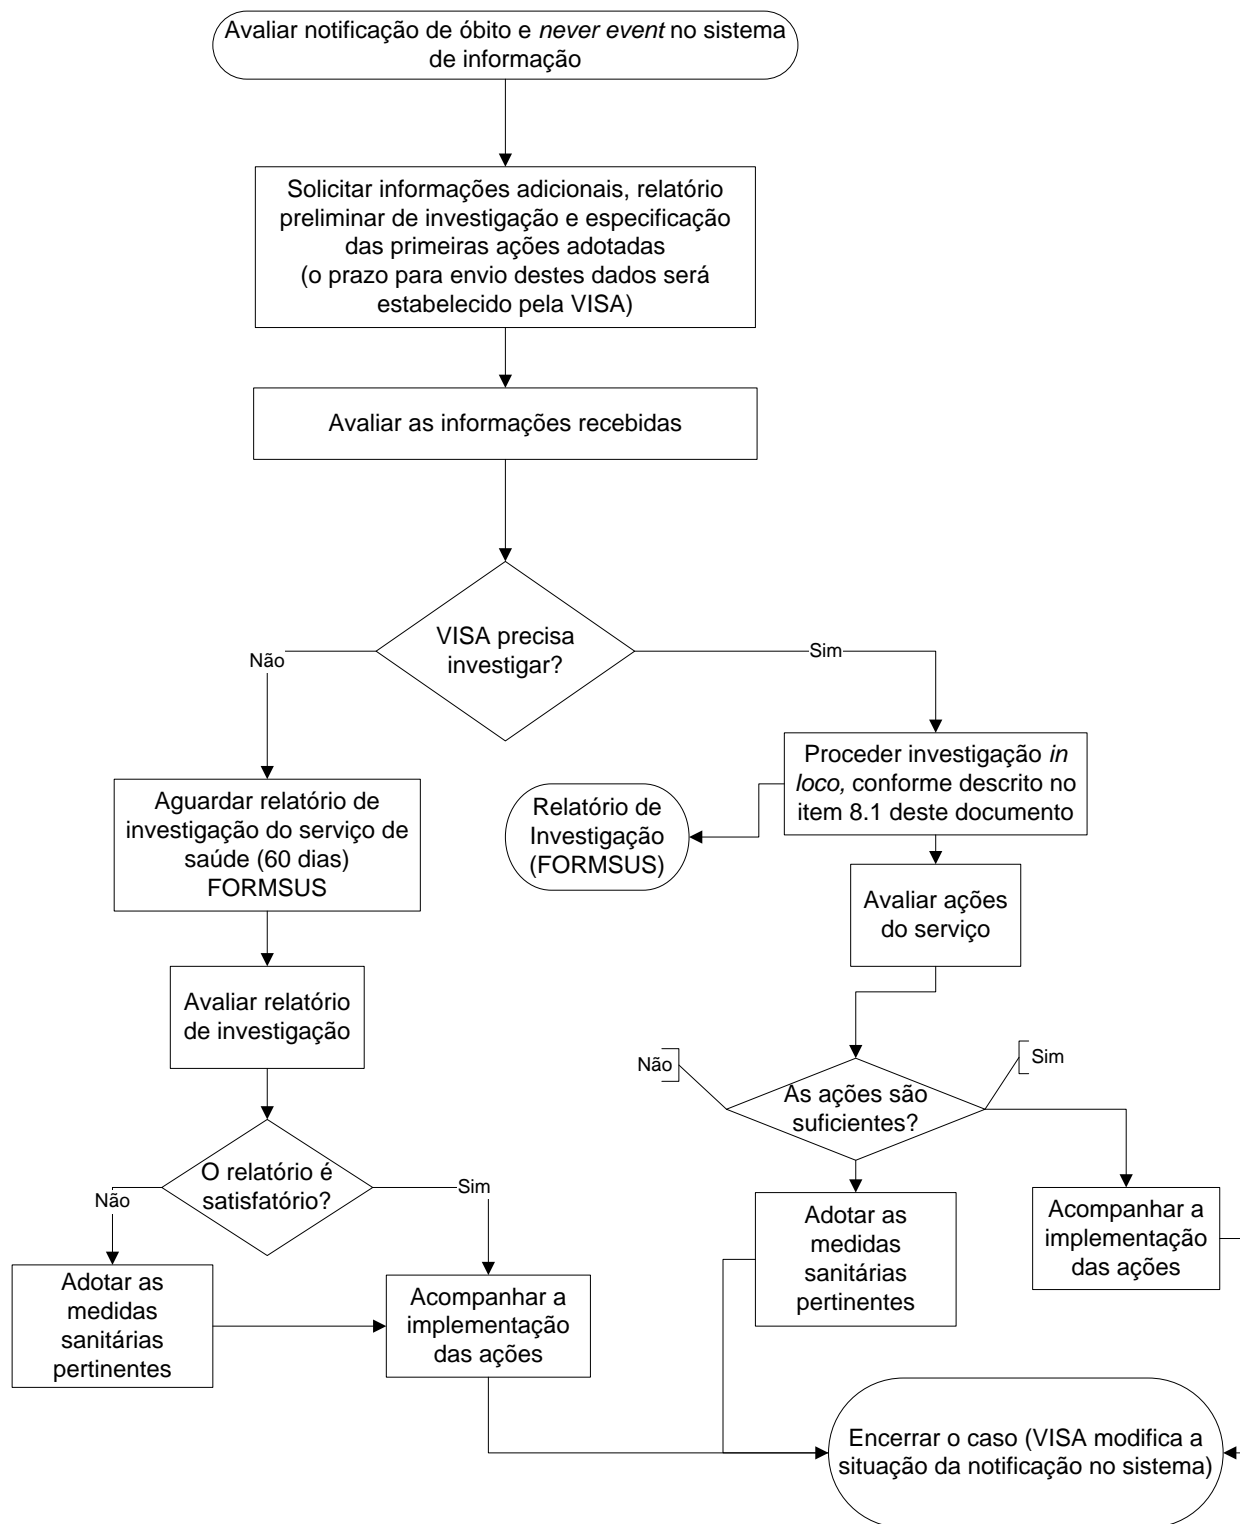 Avaliar notificação de óbito e never event no sistema
de informação
Solicitar informações adicionais, relatório
preliminar de investigação e especificação
das primeiras ações adotadas
(o prazo para envio destes dados será
estabelecido pela VISA)
Avaliar as informações recebidas
VISA precisa
investigar?
Não
Sim
Aguardar relatório de
investigação do serviço de
saúde (60 dias)
FORMSUS
Avaliar relatório
de investigação
O relatório é
satisfatório?
Não
Sim
Adotar as
medidas
sanitárias
pertinentes
Acompanhar a
implementação
das ações
Proceder investigação in
loco, conforme descrito no
item 8.1 deste documento
Relatório de
Investigação
(FORMSUS)
Avaliar ações
do serviço
Não
Sim
As ações são
suficientes?
Adotar as
medidas
sanitárias
pertinentes
Acompanhar a
implementação
das ações
Encerrar o caso (VISA modifica a
situação da notificação no sistema)